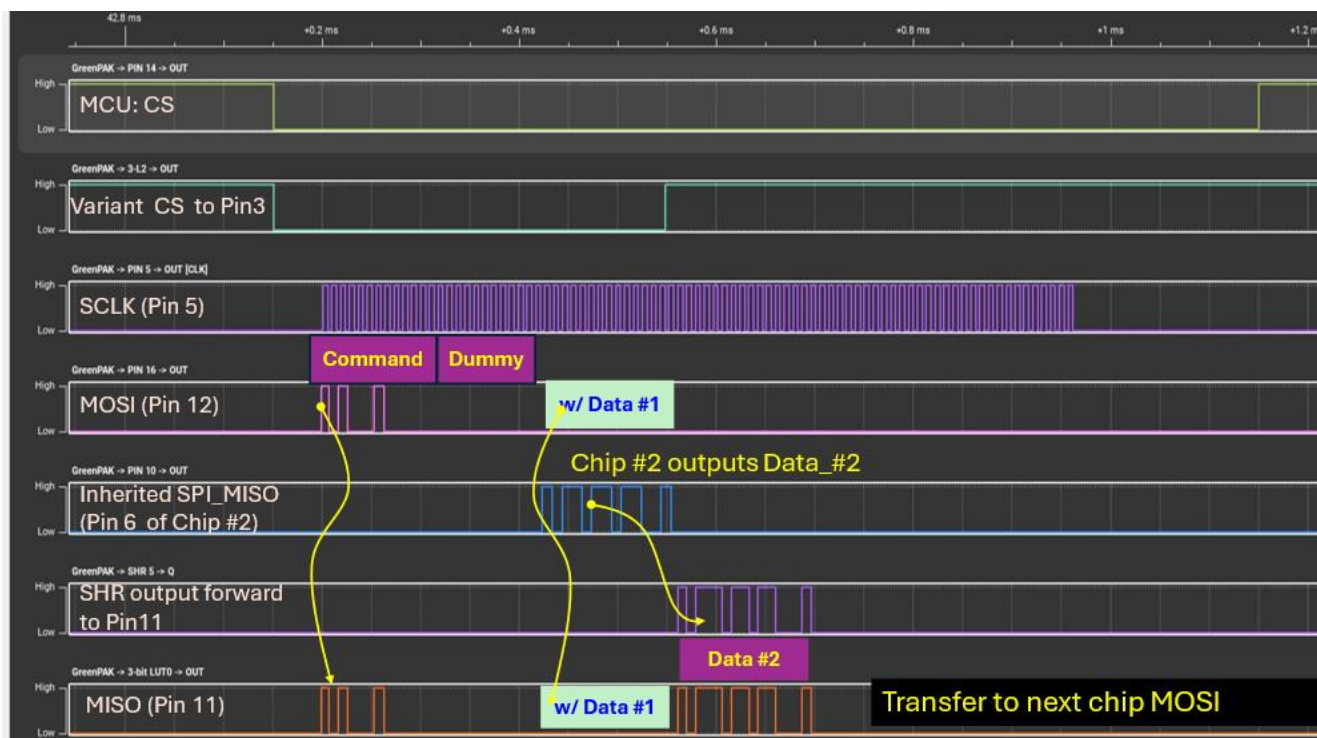 42.8 ms
+0.2 ms +0.4 ms +0.6 ms +0.8 ms +1 ms +1.2 m
GreenPAK -> PIN 14 -> OUT
High
MCU: CS
Low
GreenPAK -> 3-L2 -> OUT
High
Variant CS to Pin3
Low
GreenPAK -> PIN 5 -> OUT [CLK]
High
SCLK (Pin 5)
Low
Command Dummy
GreenPAK -> PIN 16 -> OUT
High
MOSI (Pin 12)
w/ Data #1
Low
Chip #2 outputs Data_#2
GreenPAK -> PIN 10 -> OUT
High
Inherited SPI_MISO
(Pin 6 of Chip #2)
Low
GreenPAK -> SHR 5 -> Q
High
SHR output forward
to Pin11
Low
Data #2
GreenPAK -> 3-bit LUT0 -> OUT
High
MISO (Pin 11)
w/ Data #1
Transfer to next chip MOSI
Low